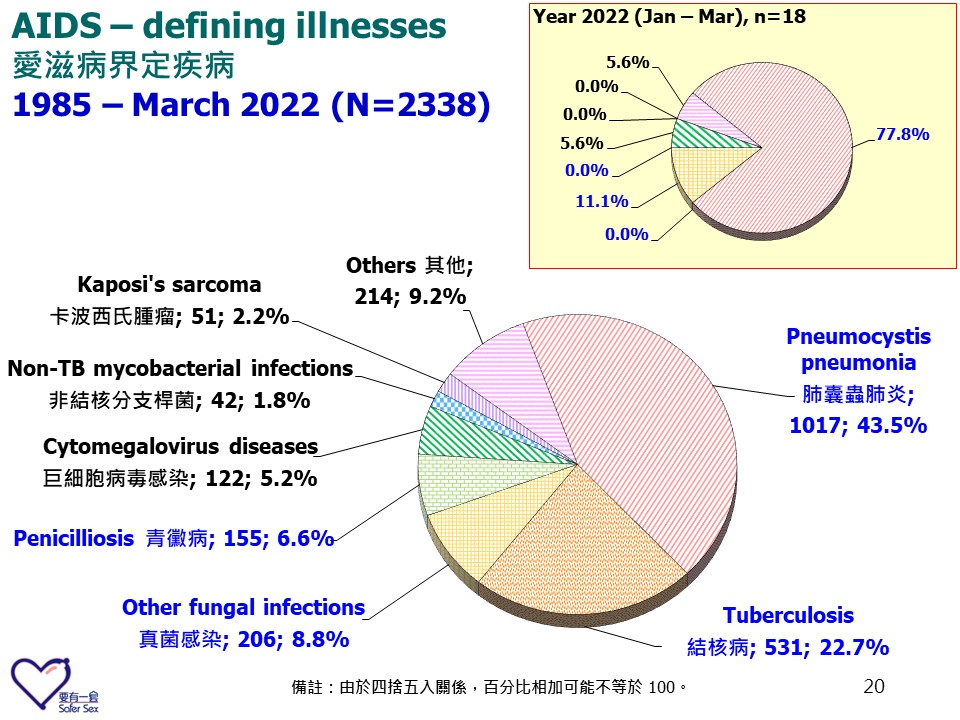 AIDS – defining illnesses
愛滋病界定疾病
1985 – March 2022 (N=2338)
Year 2022 (Jan – Mar), n=18
5.6%
0.0%
0.0%
5.6%
0.0%
11.1%
0.0%
77.8%
Others 其他;
214; 9.2%
Kaposi's sarcoma
卡波西氏腫瘤; 51; 2.2%
Non-TB mycobacterial infections
非結核分支桿菌; 42; 1.8%
Cytomegalovirus diseases
巨細胞病毒感染; 122; 5.2%
Penicilliosis 青黴病; 155; 6.6%
Other fungal infections
真菌感染; 206; 8.8%
Pneumocystis
pneumonia
肺囊蟲肺炎;
1017; 43.5%
Tuberculosis
結核病; 531; 22.7%
要有一套
Safer Sex
備註：由於四捨五入關係，百分比相加可能不等於 100。
20